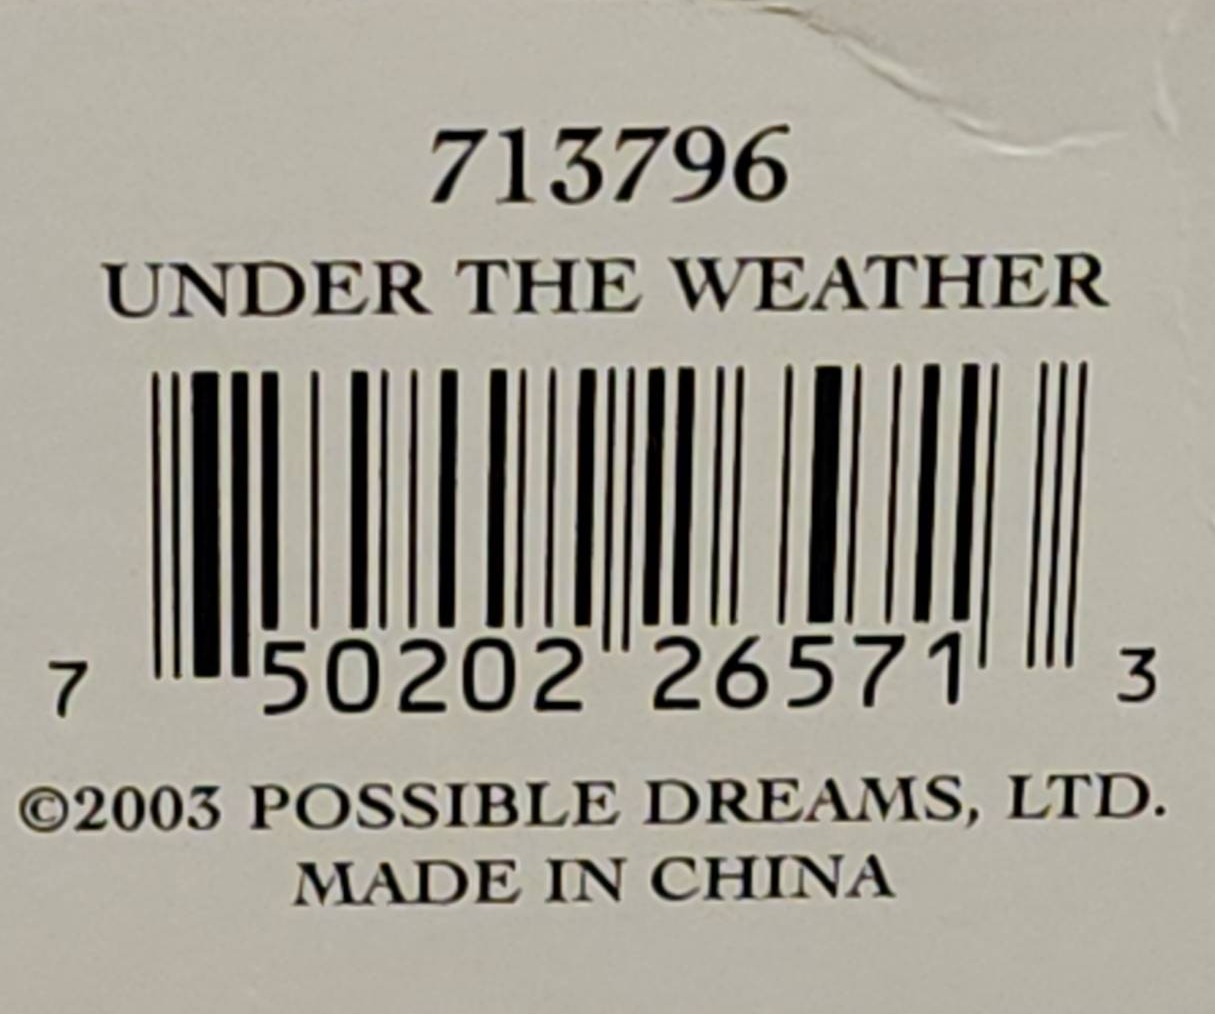 713796
UNDER THE WEATHER
7 50202 26571 3
©2003 POSSIBLE DREAMS, LTD.
MADE IN CHINA